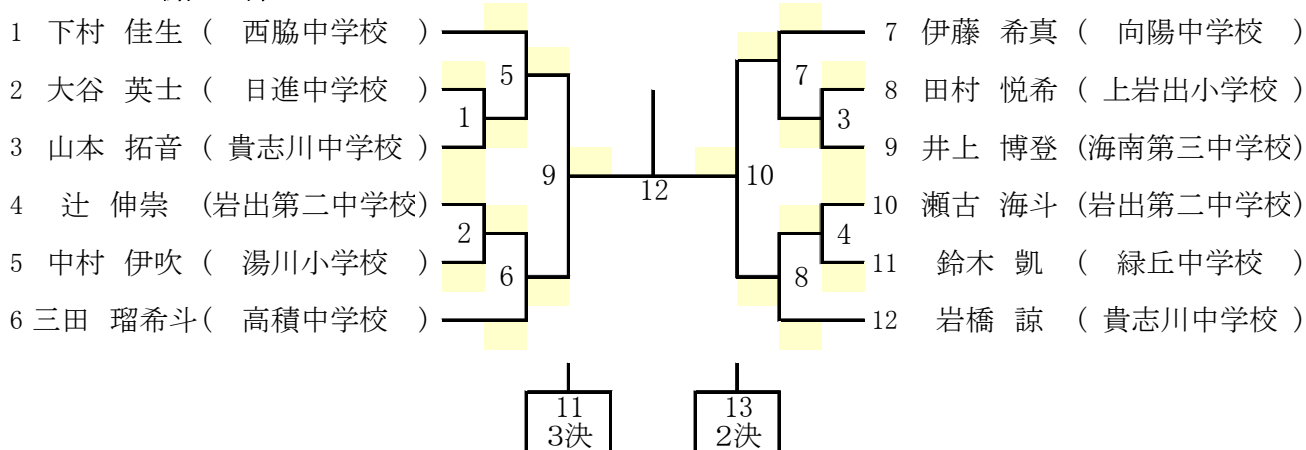 1 下村 佳生 ( 西脇中学校 )
2 大谷 英士 ( 日進中学校 )
3 山本 拓音 ( 貴志川中学校 )
4 辻 伸崇 (岩出第二中学校)
5 中村 伊吹 ( 湯川小学校 )
6 三田 瑠希斗( 高積中学校 )
5
1
2
6
9
12
10
7
3
4
8
7 伊藤 希真 ( 向陽中学校 )
8 田村 悦希 ( 上岩出小学校 )
9 井上 博登 (海南第三中学校)
10 瀬古 海斗 (岩出第二中学校)
11 鈴木 凱 ( 緑丘中学校 )
12 岩橋 諒 ( 貴志川中学校 )
11
3決
13
2決